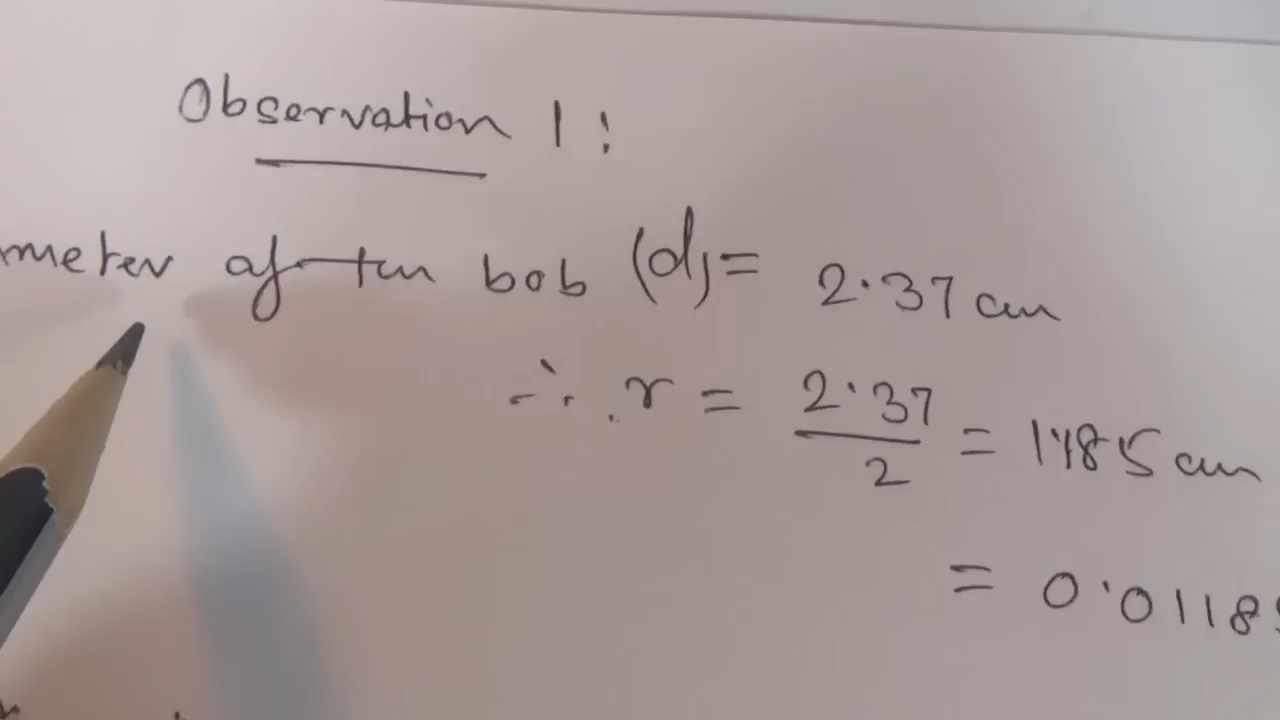 Observation 1:
meter of the bob (d) = 2.37 cm
∴ r = 2.37/2 = 1.185 cm
= 0.0118